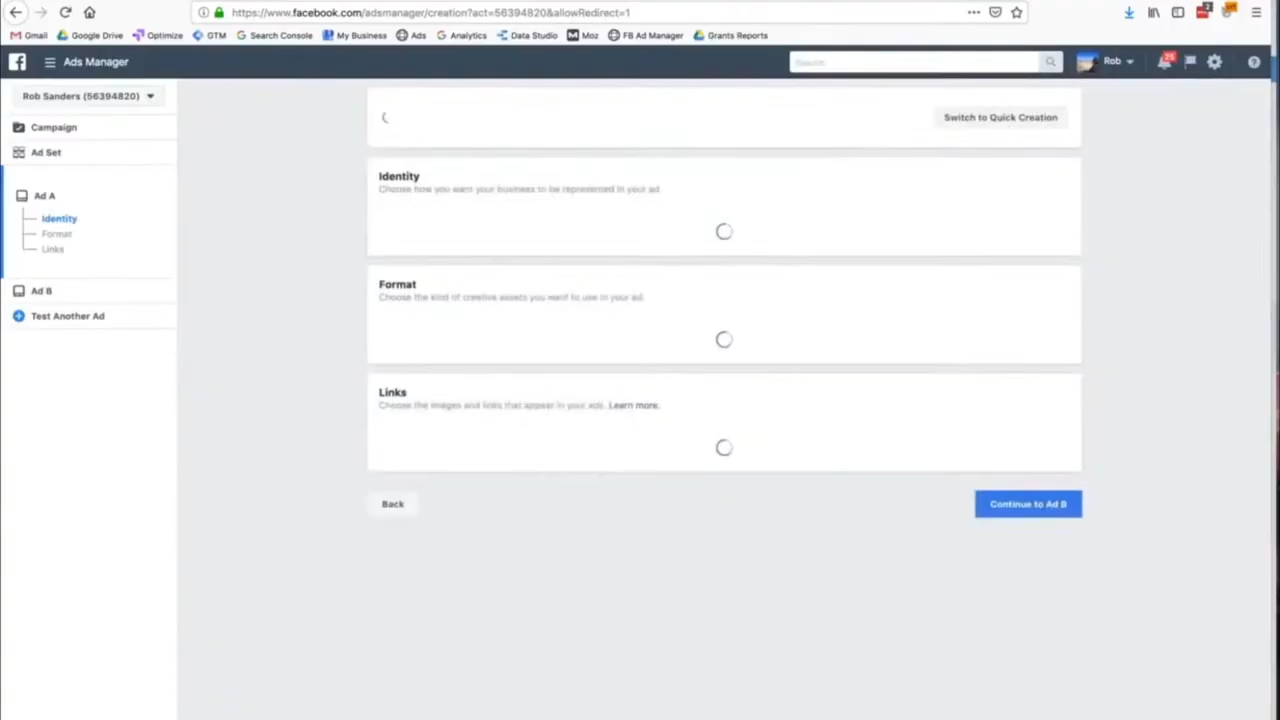 https://www.facebook.com/adsmanager/creation?act=56394820&allowRedirect=1
Gmail Google Drive Optimize GTM Search Console My Business Ads Analytics Data Studio Moz FB Ad Manager Grants Reports
Ads Manager Search Rob 25
Rob Sanders (56394820)
Campaign
Ad Set
Ad A
Identity
Format
Links
Ad B
Test Another Ad
Switch to Quick Creation
Identity
Choose how you want your business to be represented in your ad.
Format
Choose the kind of creative assets you want to use in your ad.
Links
Choose the images and links that appear in your ads. Learn more.
Back Continue to Ad B